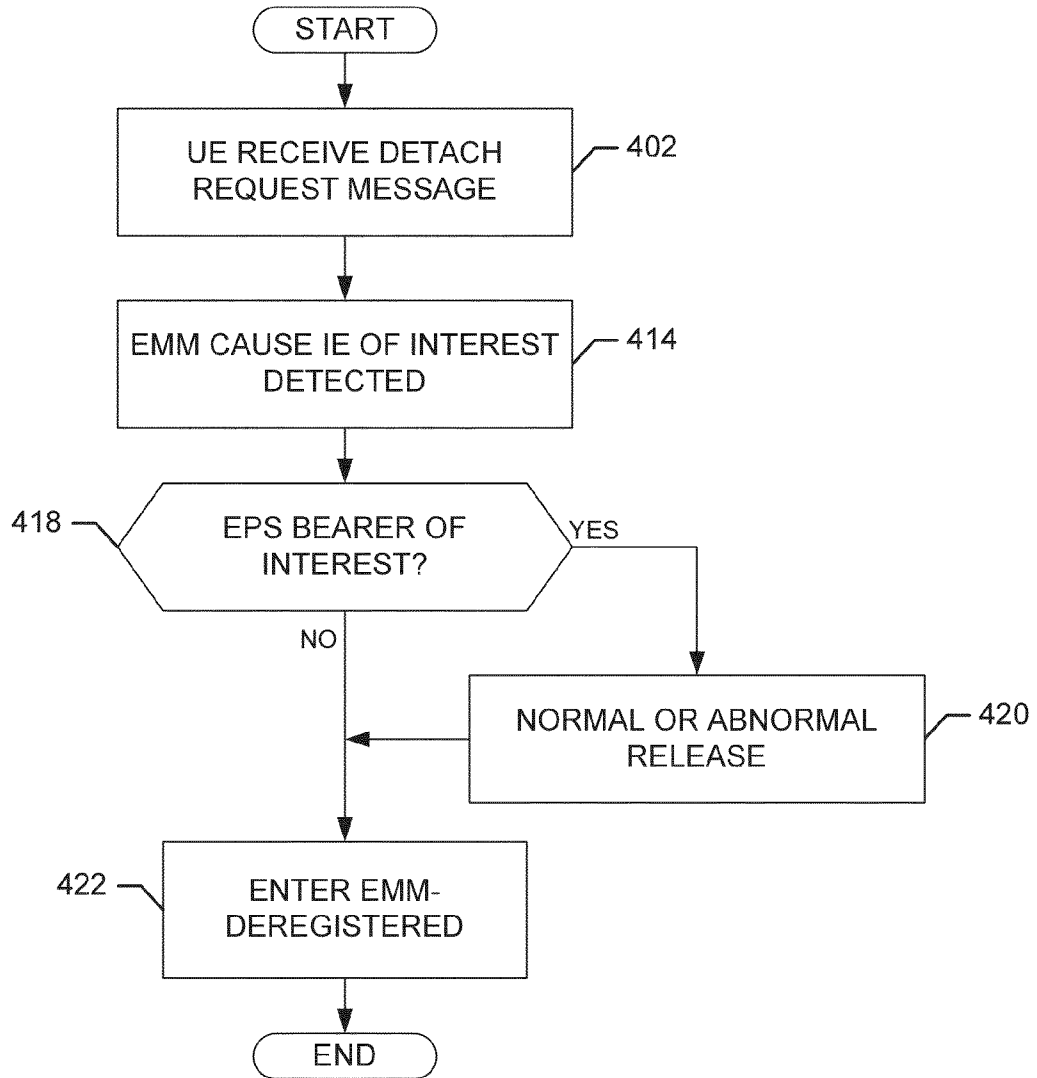 START
UE RECEIVE DETACH
REQUEST MESSAGE
402
EMM CAUSE IE OF INTEREST
DETECTED
414
418
EPS BEARER OF
INTEREST?
YES
NO
NORMAL OR ABNORMAL
RELEASE
420
422
ENTER EMM-
DEREGISTERED
END